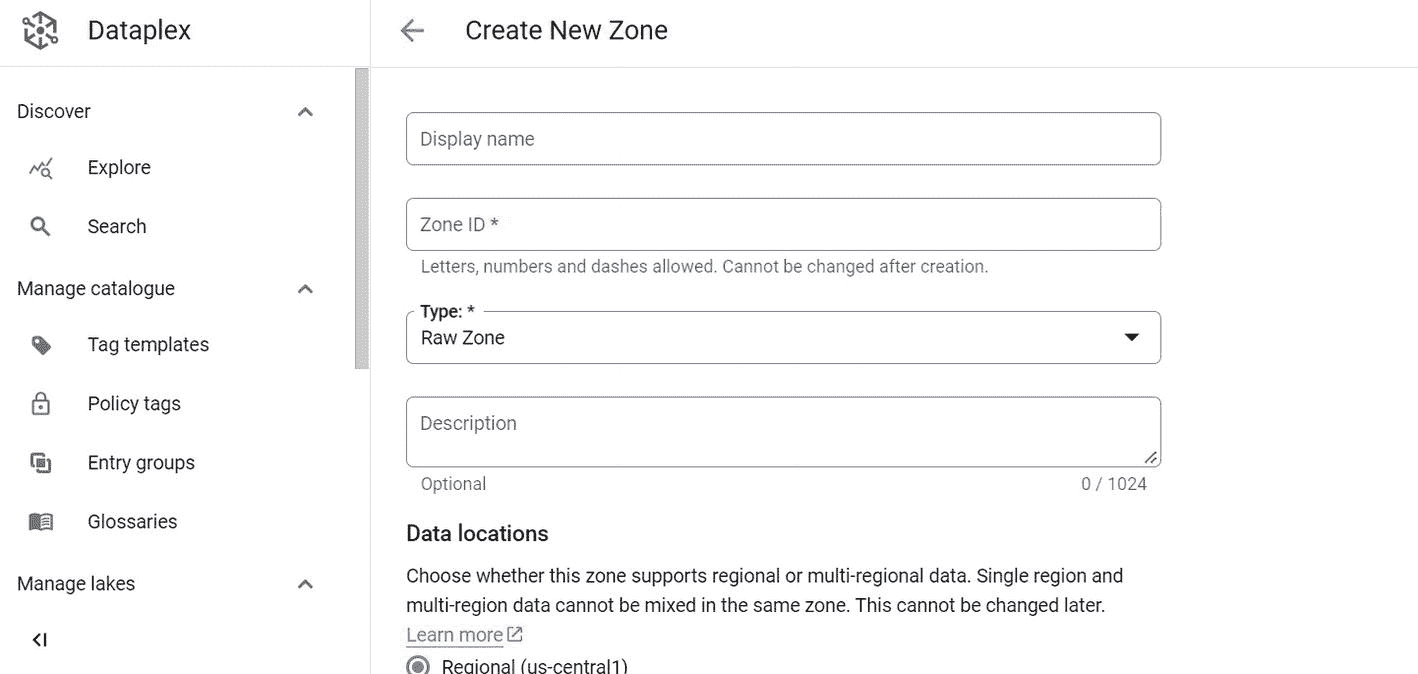 Dataplex
Create New Zone
Discover
Explore
Search
Manage catalogue
Tag templates
Policy tags
Entry groups
Glossaries
Manage lakes
Display name
Zone ID *
Letters, numbers and dashes allowed. Cannot be changed after creation.
Type: *
Raw Zone
Description
Optional
0 / 1024
Data locations
Choose whether this zone supports regional or multi-regional data. Single region and
multi-region data cannot be mixed in the same zone. This cannot be changed later.
Learn more
Regional (us-central1)